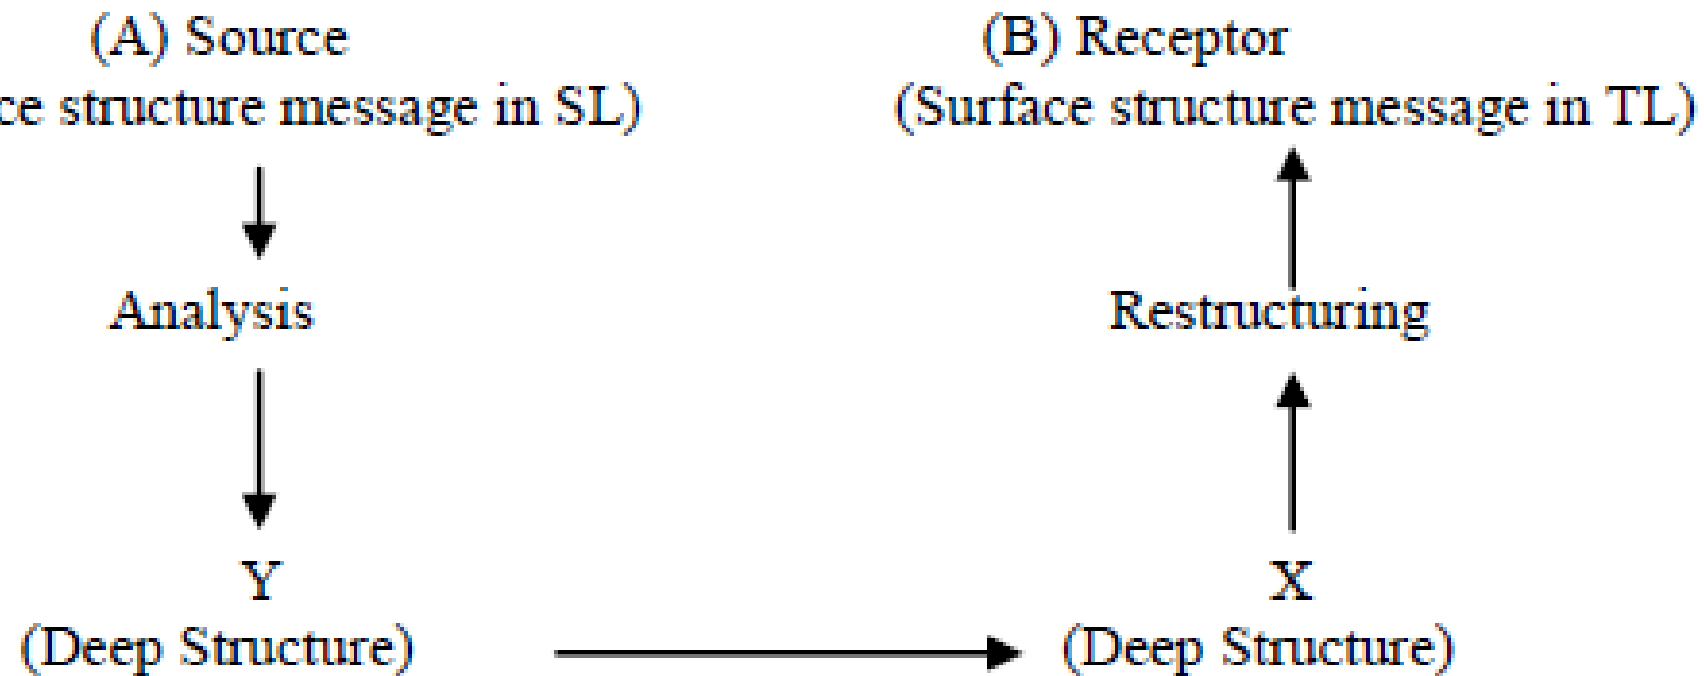 (A) Source
ce structure message in SL)
Analysis
Y
(Deep Structure)
(B) Receptor
(Surface structure message in TL)
Restructuring
X
(Deep Structure)